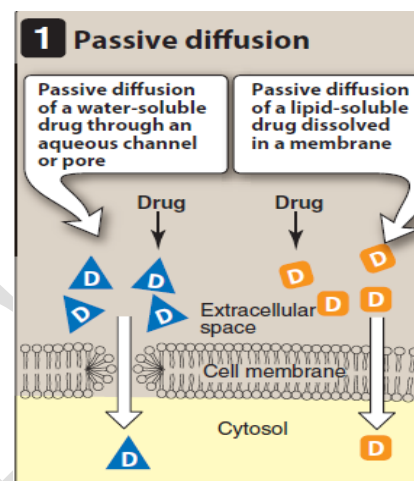 1 Passive diffusion
Passive diffusion
of a water-soluble
drug through an
aqueous channel
or pore
Passive diffusion
of a lipid-soluble
drug dissolved
in a membrane
Drug
Drug
D
D
D
D
D
D
D
D
Extracellular
space
Cell membrane
Cytosol
D
D